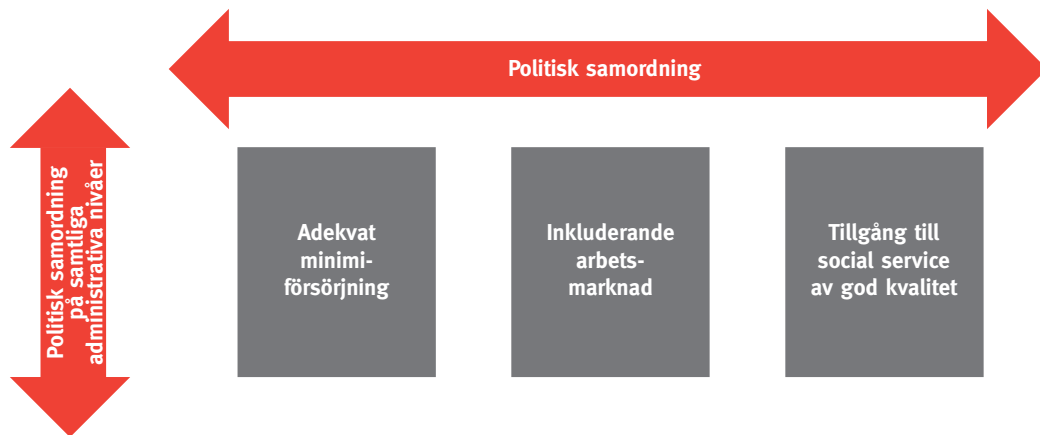 Politisk samordning
Politisk samordning
på samtliga
administrativa nivåer
Adekvat
minimi-
försörjning
Inkluderande
arbets-
marknad
Tillgång till
social service
av god kvalitet